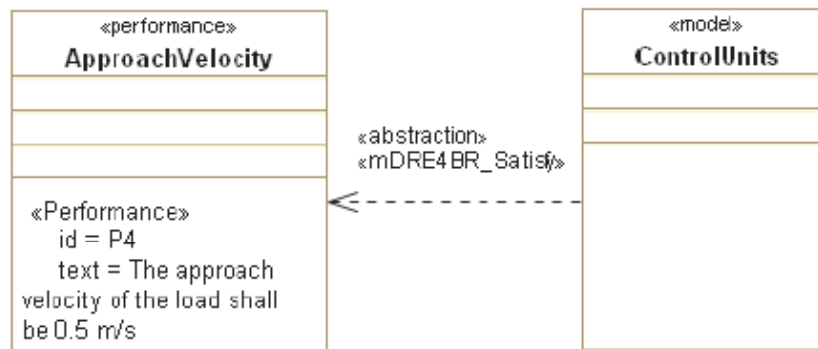 «performance»
ApproachVelocity
«Performance»
id = P4
text = The approach
velocity of the load shall
be 0.5 m/s
«abstraction»
«mDRE4BR_Satisfy»
«model»
ControlUnits